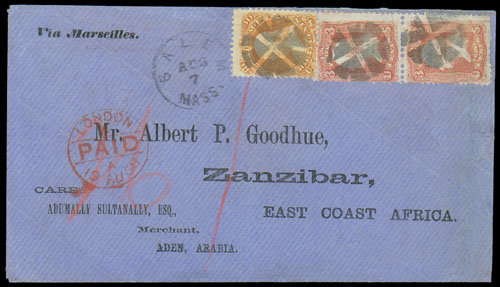 Via Marseilles.
SALEM
AUG
7
MASS.
LONDON
PAID
Mr. Albert P. Goodhue,
Zanzibar,
EAST COAST AFRICA.
CARE
ADUMALLY SULTANALLY, ESQ.,
Merchant,
ADEN, ARABIA.